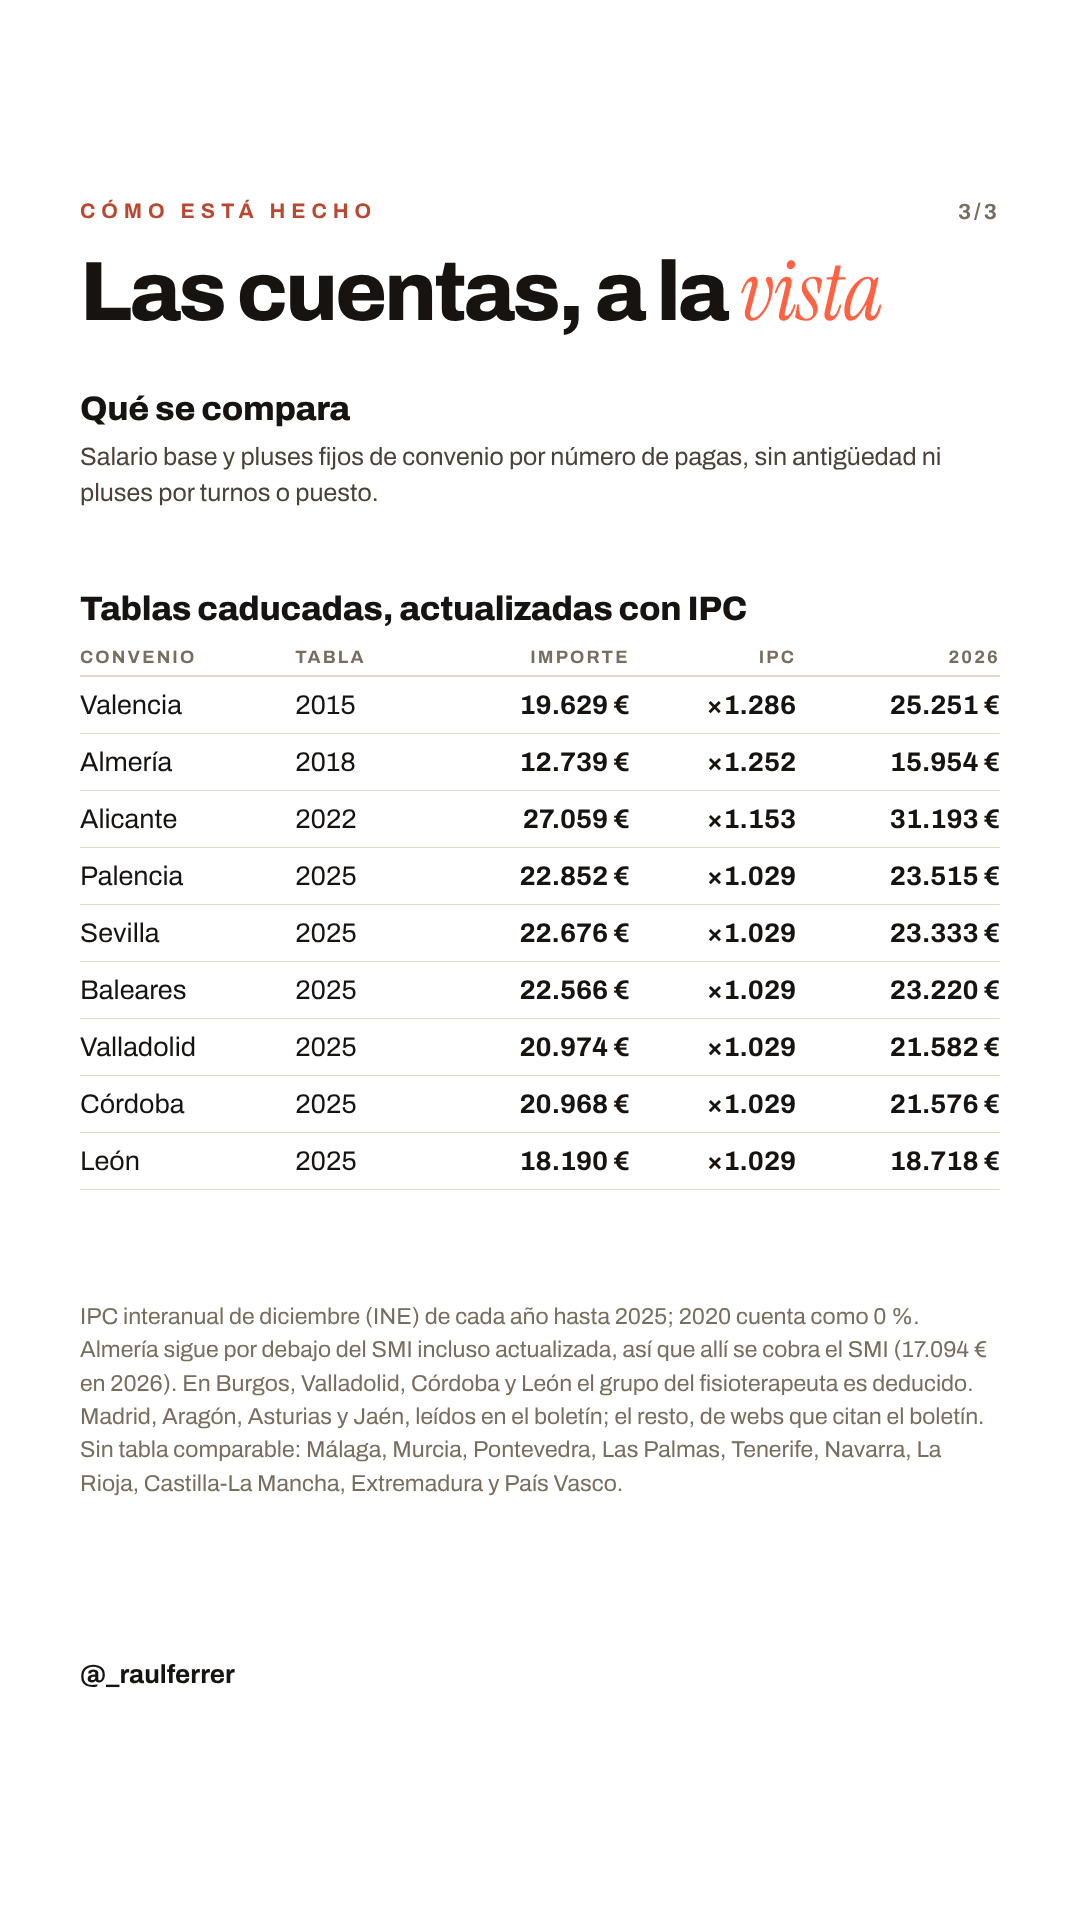 CÓMO ESTÁ HECHO 3/3
Las cuentas, a la vista
Qué se compara
Salario base y pluses fijos de convenio por número de pagas, sin antigüedad ni
pluses por turnos o puesto.
Tablas caducadas, actualizadas con IPC
CONVENIO TABLA IMPORTE IPC 2026
Valencia 2015 19.629 € ×1.286 25.251 €
Almería 2018 12.739 € ×1.252 15.954 €
Alicante 2022 27.059 € ×1.153 31.193 €
Palencia 2025 22.852 € ×1.029 23.515 €
Sevilla 2025 22.676 € ×1.029 23.333 €
Baleares 2025 22.566 € ×1.029 23.220 €
Valladolid 2025 20.974 € ×1.029 21.582 €
Córdoba 2025 20.968 € ×1.029 21.576 €
León 2025 18.190 € ×1.029 18.718 €
IPC interanual de diciembre (INE) de cada año hasta 2025; 2020 cuenta como 0 %.
Almería sigue por debajo del SMI incluso actualizada, así que allí se cobra el SMI (17.094 €
en 2026). En Burgos, Valladolid, Córdoba y León el grupo del fisioterapeuta es deducido.
Madrid, Aragón, Asturias y Jaén, leídos en el boletín; el resto, de webs que citan el boletín.
Sin tabla comparable: Málaga, Murcia, Pontevedra, Las Palmas, Tenerife, Navarra, La
Rioja, Castilla-La Mancha, Extremadura y País Vasco.
@_raulferrer